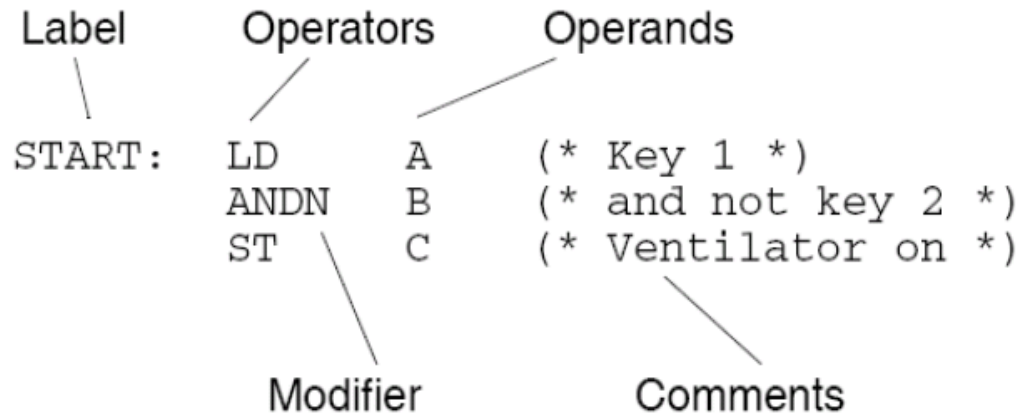 Label Operators Operands
START: LD A (* Key 1 *)
ANDN B (* and not key 2 *)
ST C (* Ventilator on *)
Modifier Comments